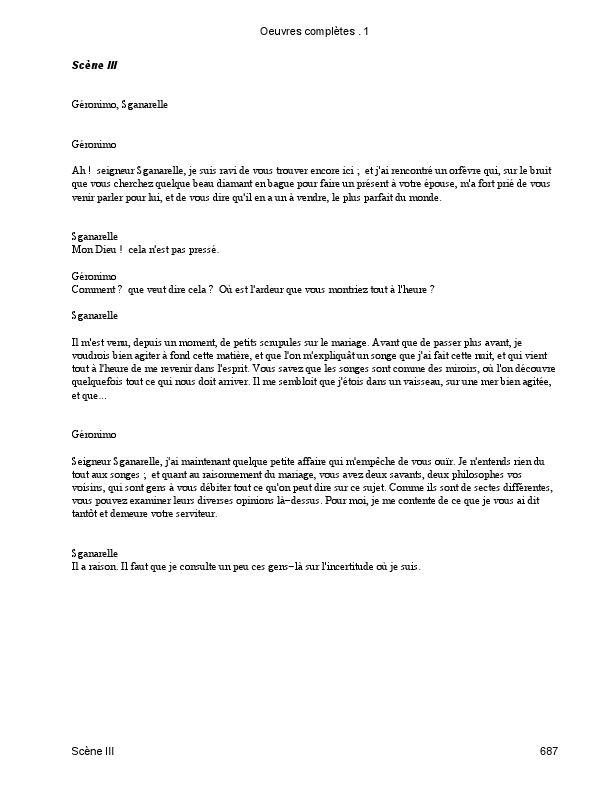 Oeuvres complètes . 1
Scène III
Géronimo, Sganarelle
Géronimo
Ah !  seigneur Sganarelle, je suis ravi de vous trouver encore ici ;  et j'ai rencontré un orfèvre qui, sur le bruit
que vous cherchez quelque beau diamant en bague pour faire un présent à votre épouse, m'a fort prié de vous
venir parler pour lui, et de vous dire qu'il en a un à vendre, le plus parfait du monde.
Sganarelle
Mon Dieu !  cela n'est pas pressé.
Géronimo
Comment ?  que veut dire cela ?  Où est l'ardeur que vous montriez tout à l'heure ?
Sganarelle
Il m'est venu, depuis un moment, de petits scrupules sur le mariage. Avant que de passer plus avant, je
voudrois bien agiter à fond cette matière, et que l'on m'expliquât un songe que j'ai fait cette nuit, et qui vient
tout à l'heure de me revenir dans l'esprit. Vous savez que les songes sont comme des miroirs, où l'on découvre
quelquefois tout ce qui nous doit arriver. Il me sembloit que j'étois dans un vaisseau, sur une mer bien agitée,
et que...
Géronimo
Seigneur Sganarelle, j'ai maintenant quelque petite affaire qui m'empêche de vous ouïr. Je n'entends rien du
tout aux songes ;  et quant au raisonnement du mariage, vous avez deux savants, deux philosophes vos
voisins, qui sont gens à vous débiter tout ce qu'on peut dire sur ce sujet. Comme ils sont de sectes différentes,
vous pouvez examiner leurs diverses opinions là−dessus. Pour moi, je me contente de ce que je vous ai dit
tantôt et demeure votre serviteur.
Sganarelle
Il a raison. Il faut que je consulte un peu ces gens−là sur l'incertitude où je suis.
Scène III
687